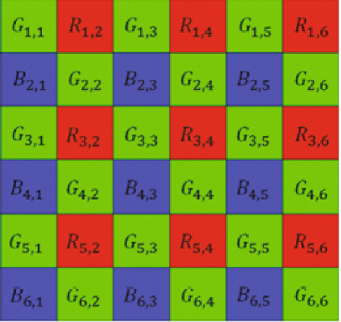 G1,1 R1,2 G1,3 R1,4 G1,5 R1,6
B2,1 G2,2 B2,3 G2,4 B2,5 G2,6
G3,1 R3,2 G3,3 R3,4 G3,5 R3,6
B4,1 G4,2 B4,3 G4,4 B4,5 G4,6
G5,1 R5,2 G5,3 R5,4 G5,5 R5,6
B6,1 G6,2 B6,3 G6,4 B6,5 G6,6